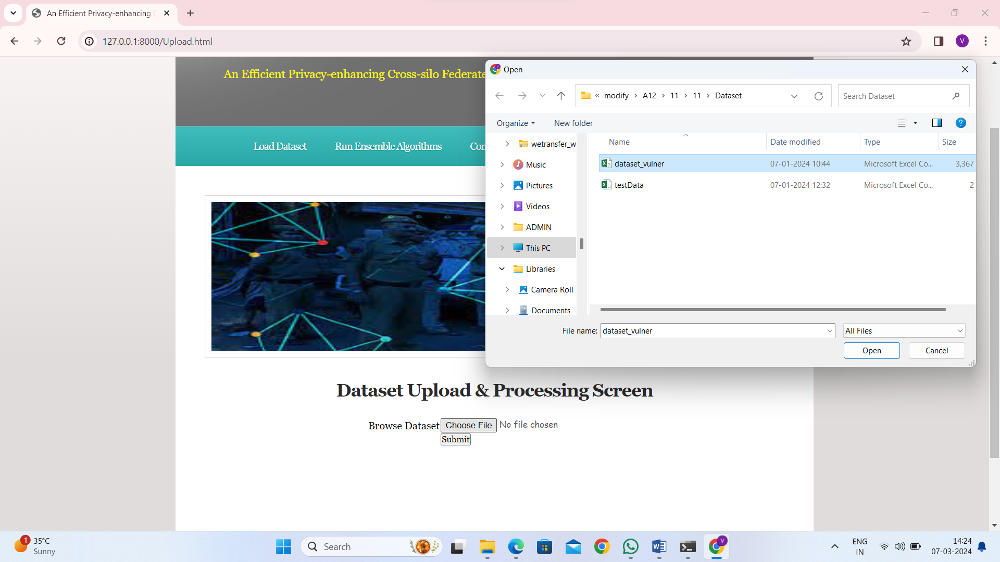 An Efficient Privacy-enhancing
127.0.0.1:8000/Upload.html
V
An Efficient Privacy-enhancing Cross-silo Federate
Load Dataset
Run Ensemble Algorithms
Open
« modify › A12 › 11 › 11 › Dataset
Search Dataset
Organize
New folder
?
wetransfer_w
Music
Pictures
Videos
ADMIN
This PC
Libraries
Camera Roll
Documents
Name Date modified Type Size
dataset_vulner 07-01-2024 10:44 Microsoft Excel Co... 3,367
testData 07-01-2024 12:32 Microsoft Excel Co... 2
File name: dataset_vulner
All Files
Open
Cancel
Dataset Upload & Processing Screen
Browse Dataset Choose File No file chosen
Submit
1
35°C
Sunny
Search
V
ENG
IN
14:24
07-03-2024